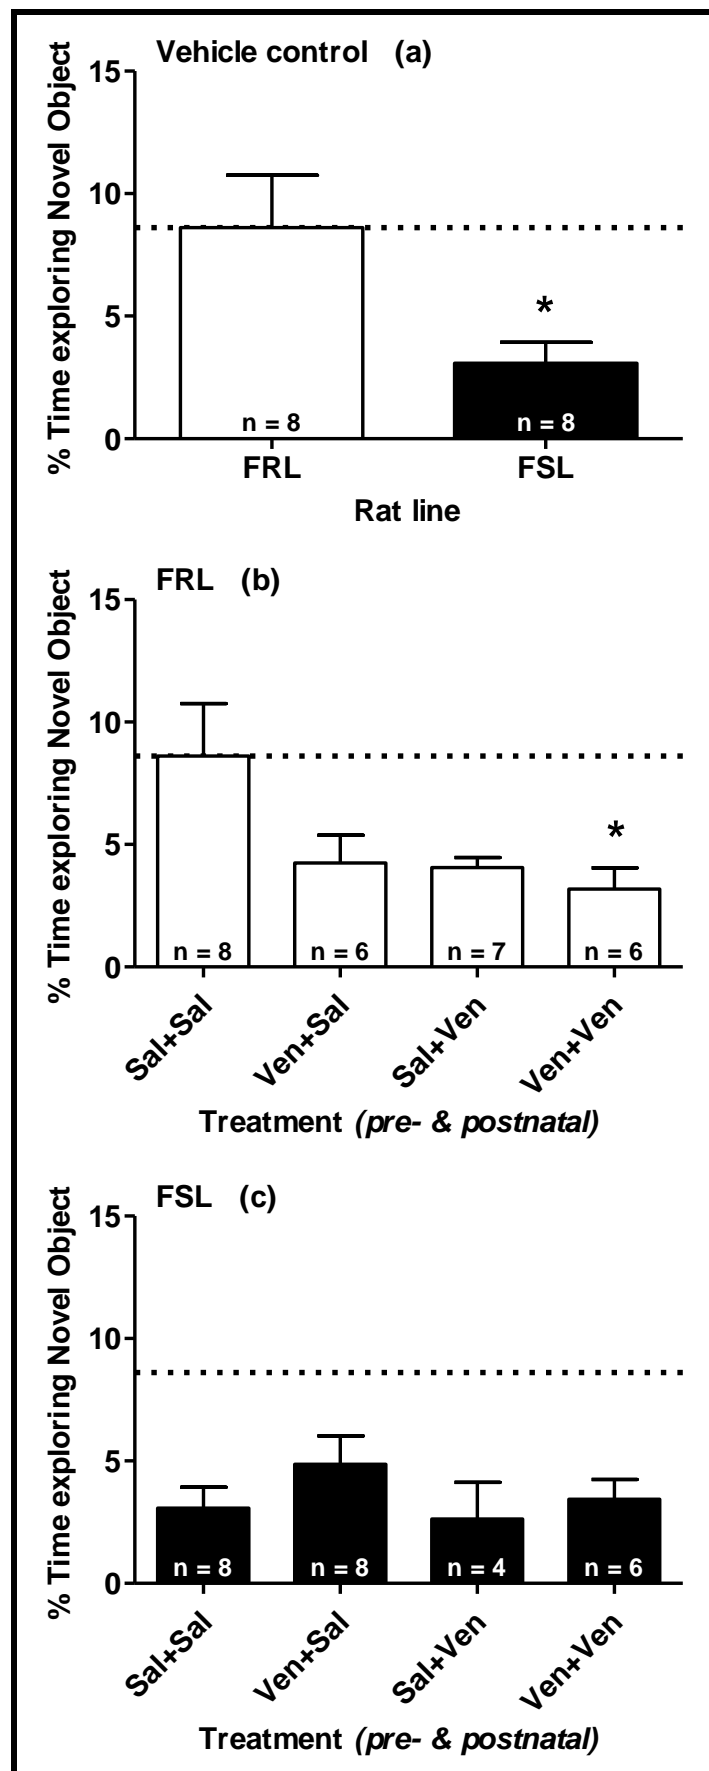 Vehicle control (a)
% Time exploring Novel Object
15
10
5
0
*
n = 8
n = 8
FRL
FSL
Rat line
FRL (b)
% Time exploring Novel Object
15
10
5
0
*
n = 8
n = 6
n = 7
n = 6
Sal+Sal
Ven+Sal
Sal+Ven
Ven+Ven
Treatment (pre- & postnatal)
FSL (c)
% Time exploring Novel Object
15
10
5
0
n = 8
n = 8
n = 4
n = 6
Sal+Sal
Ven+Sal
Sal+Ven
Ven+Ven
Treatment (pre- & postnatal)